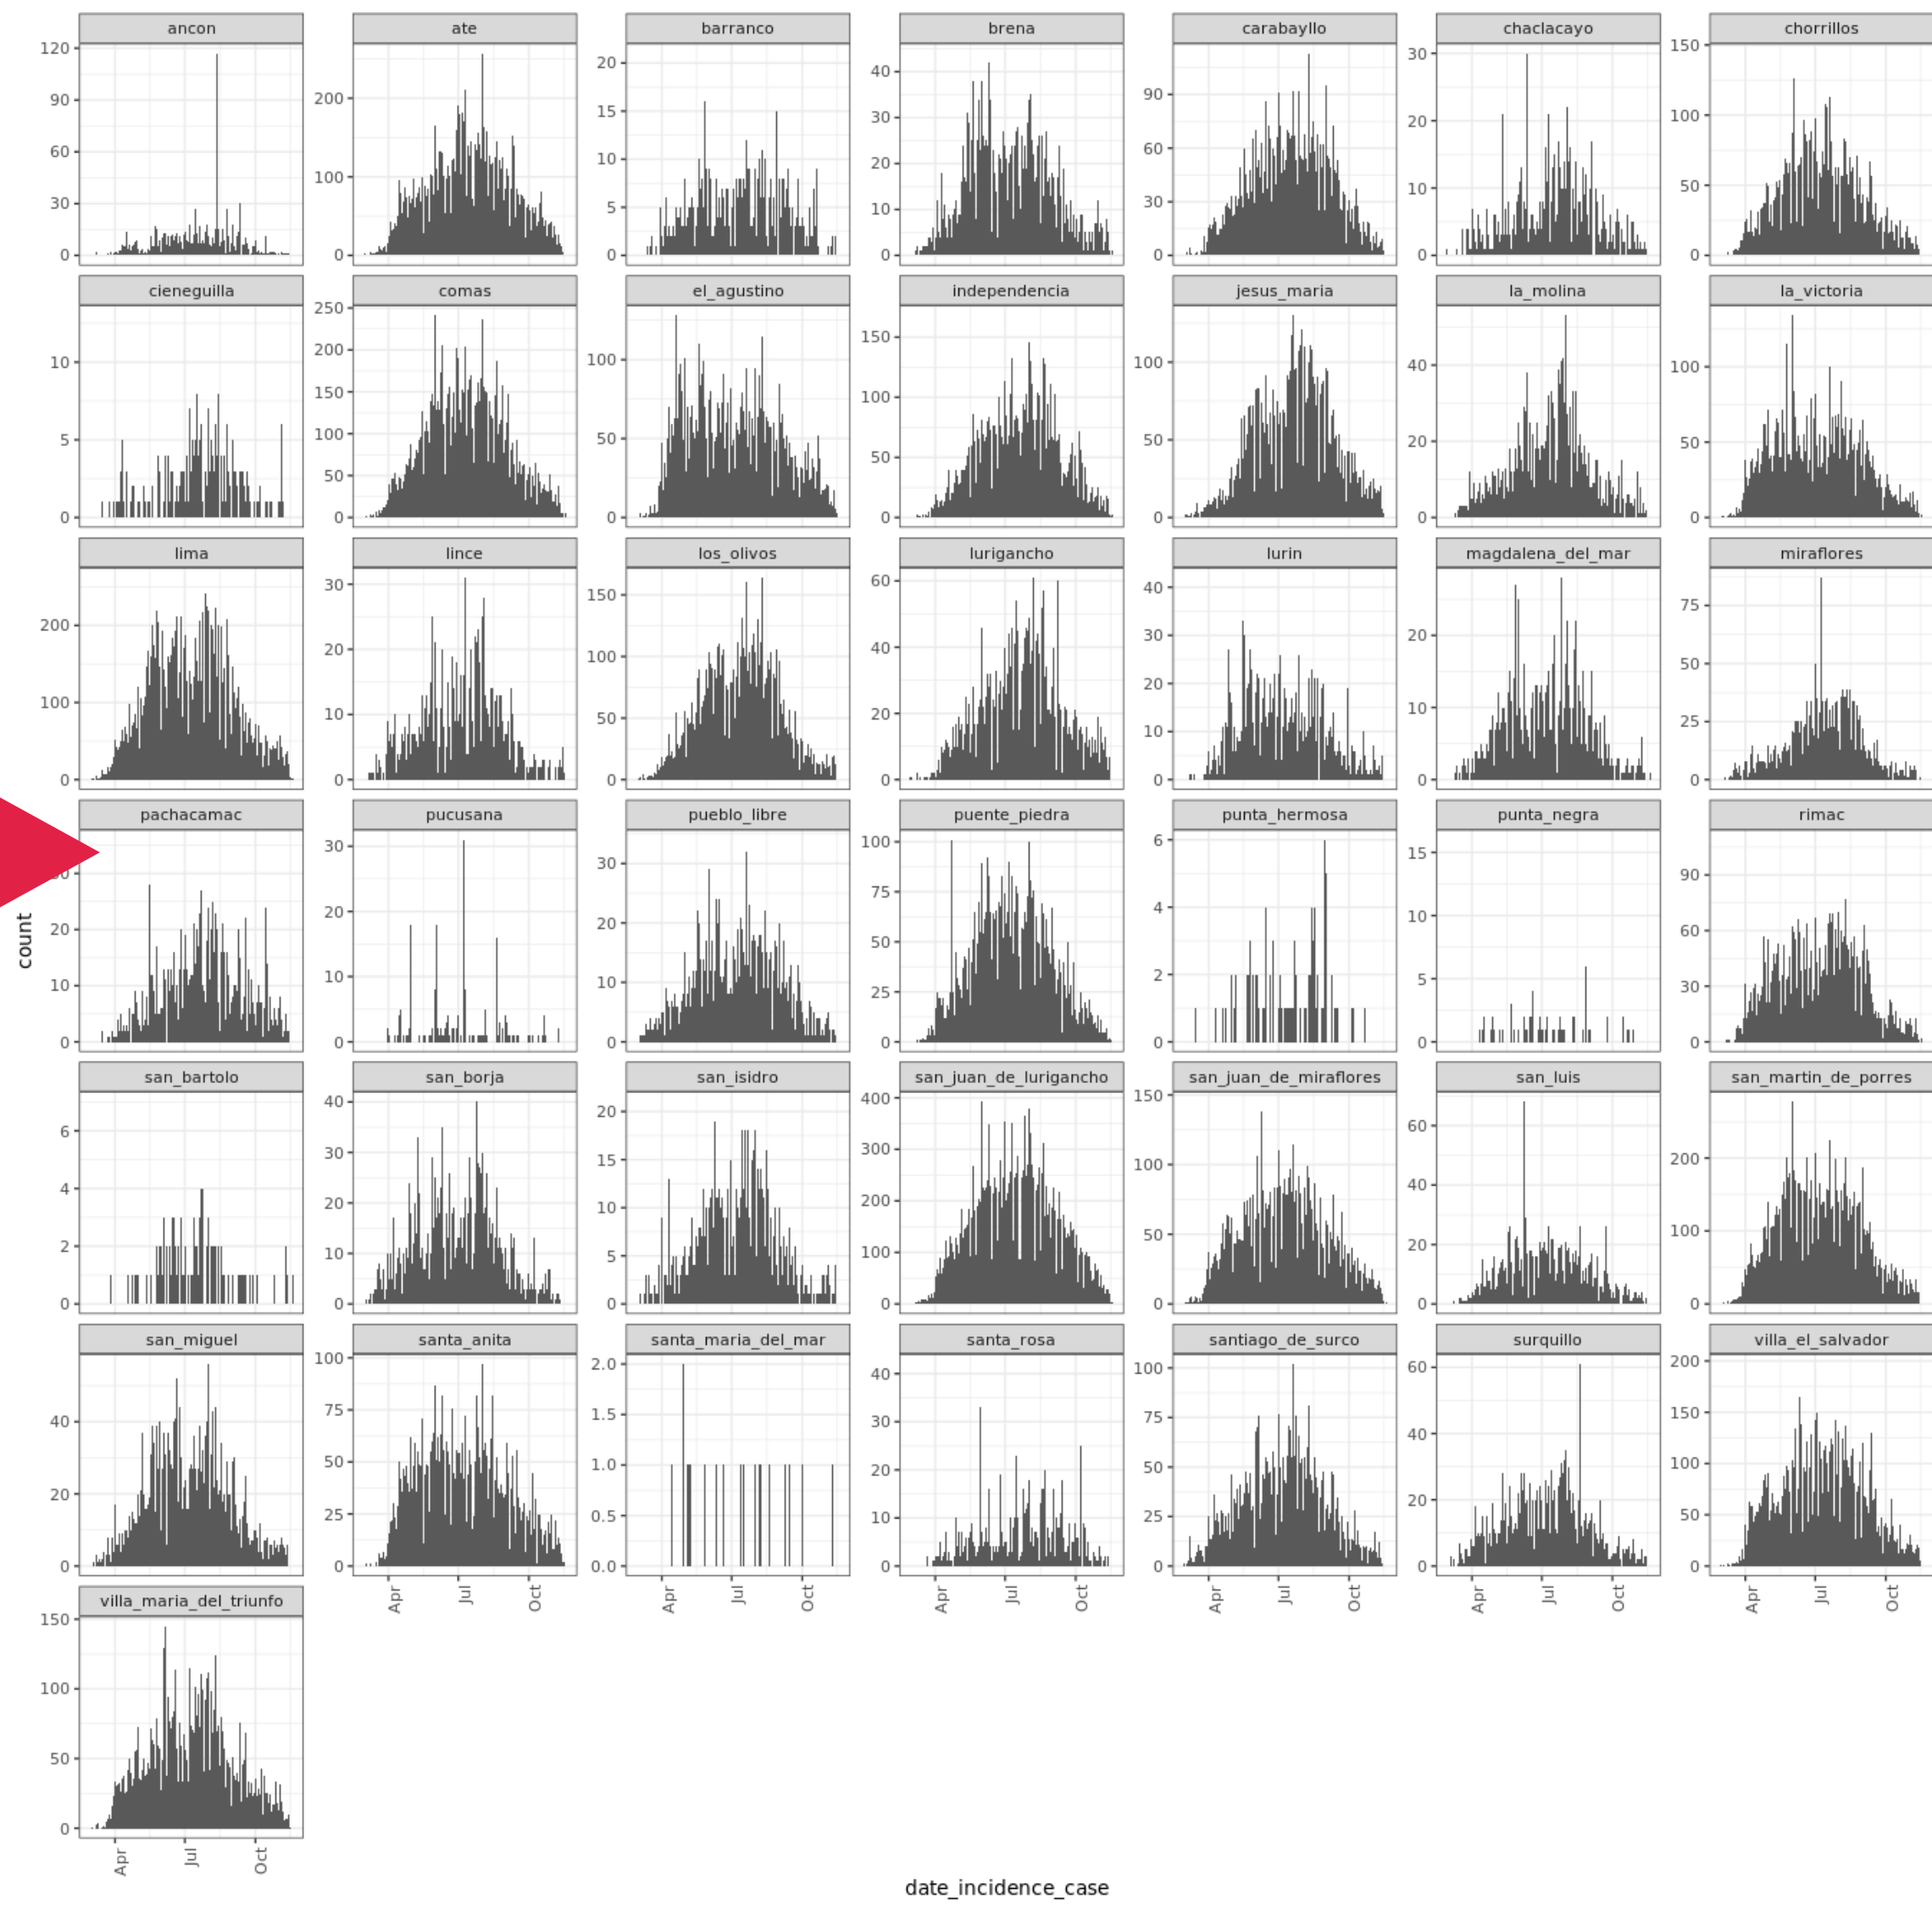 ancon ate barranco brena carabayllo chaclacayo chorrillos
120 90 60 30 0
200 100 0
20 15 10 5 0
40 30 20 10 0
90 60 30 0
30 20 10 0
150 100 50 0
cieneguilla comas el_agustino independencia jesus_maria la_molina la_victoria
10 5 0
250 200 150 100 50 0
100 50 0
150 100 50 0
100 50 0
40 20 0
100 50 0
lima lince los_olivos lurigancho lurin magdalena_del_mar miraflores
200 100 0
30 20 10 0
150 100 50 0
60 40 20 0
40 30 20 10 0
20 10 0
75 50 25 0
pachacamac pucusana pueblo_libre puente_piedra punta_hermosa punta_negra rimac
20 10 0
30 20 10 0
30 20 10 0
100 75 50 25 0
6 4 2 0
15 10 5 0
90 60 30 0
count
san_bartolo san_borja san_isidro san_juan_de_lurigancho san_juan_de_miraflores san_luis san_martin_de_porres
6 4 2 0
40 30 20 10 0
20 15 10 5 0
400 300 200 100 0
150 100 50 0
60 40 20 0
200 100 0
san_miguel santa_anita santa_maria_del_mar santa_rosa santiago_de_surco surquillo villa_el_salvador
40 20 0
100 75 50 25 0
2.0 1.5 1.0 0.5 0.0
40 30 20 10 0
100 75 50 25 0
60 40 20 0
200 150 100 50 0
Apr Jul Oct Apr Jul Oct Apr Jul Oct Apr Jul Oct Apr Jul Oct Apr Jul Oct
villa_maria_del_triunfo
150 100 50 0
Apr Jul Oct
date_incidence_case